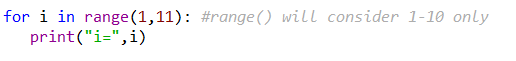 for i in range(1,11): #range() will consider 1-10 only
   print("i=",i)